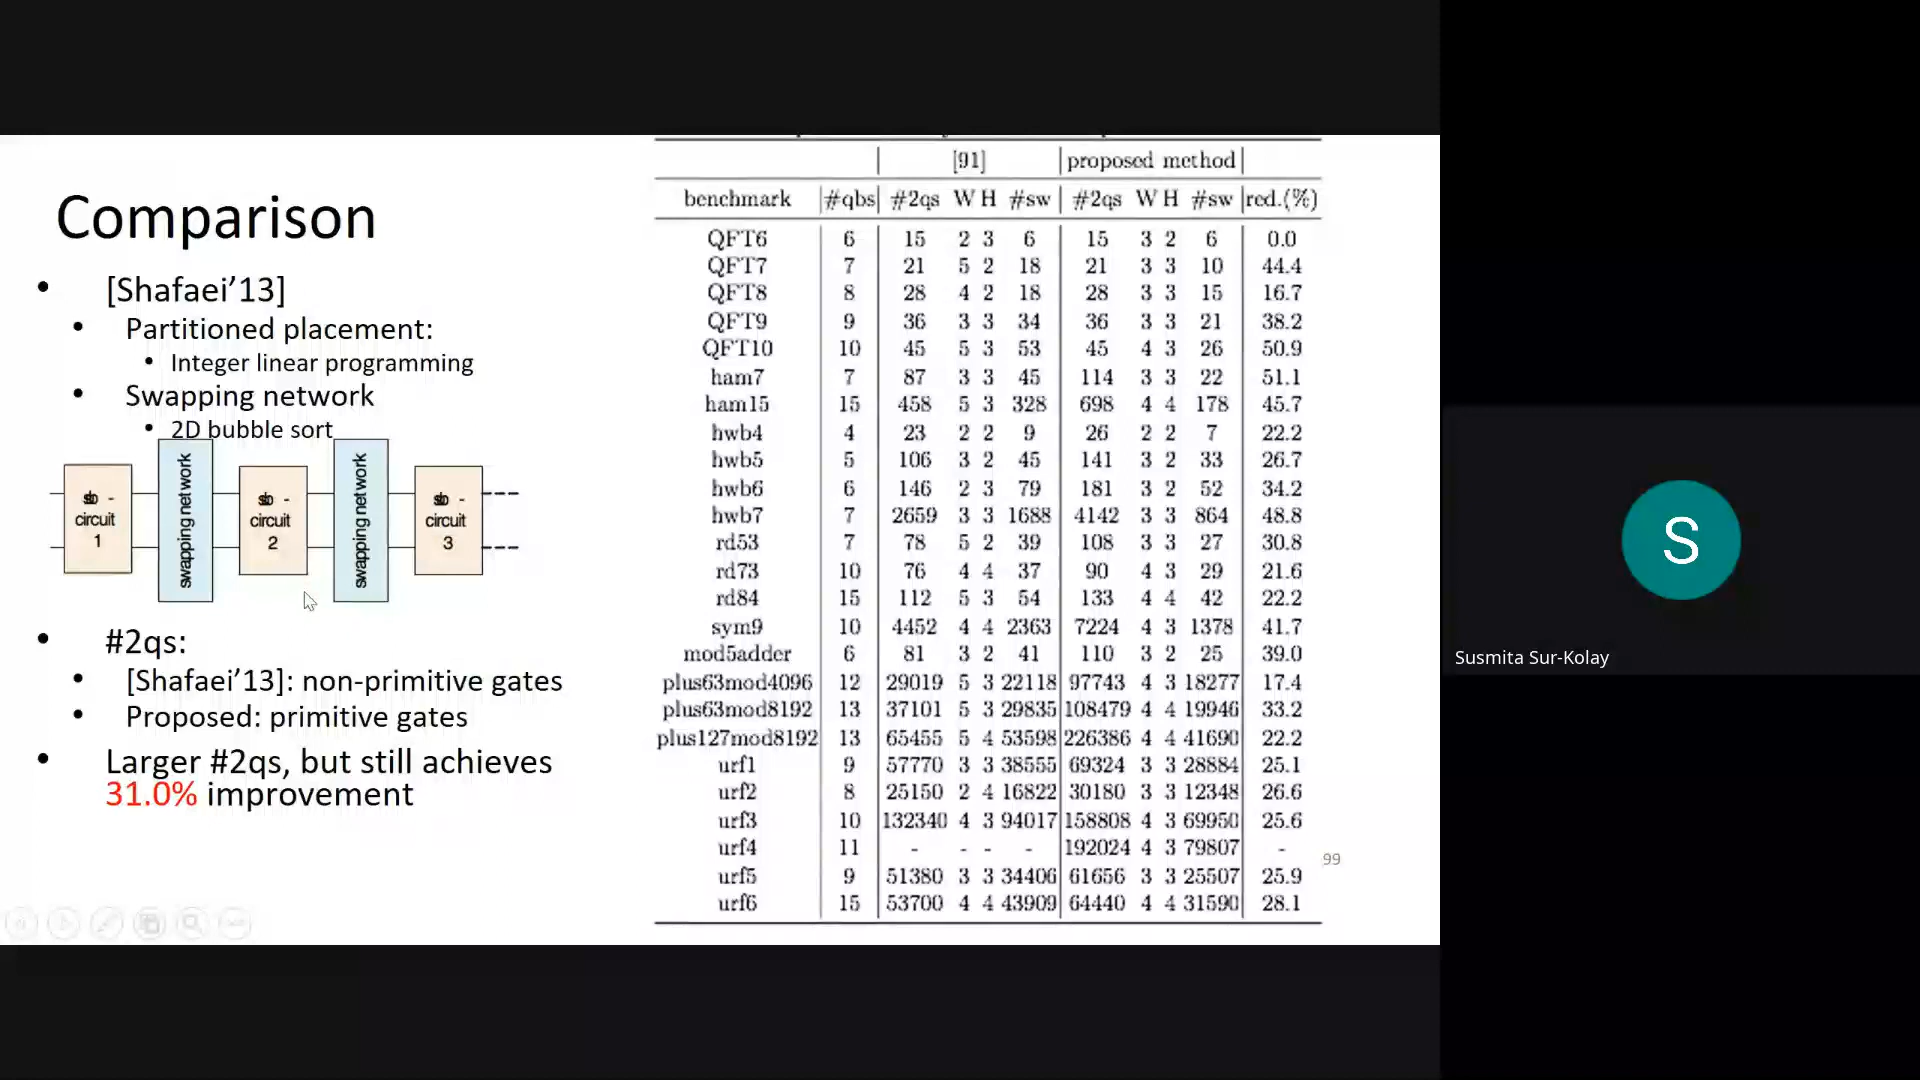 Comparison
• [Shafaei’13]
• Partitioned placement:
• Integer linear programming
• Swapping network
• 2D bubble sort
sb -
circuit
1
swapping network
sb -
circuit
2
swapping network
sb -
circuit
3
• #2qs:
• [Shafaei’13]: non-primitive gates
• Proposed: primitive gates
• Larger #2qs, but still achieves
31.0% improvement
[91] proposed method
benchmark #qbs #2qs W H #sw #2qs W H #sw red.(%)
QFT6 6 15 2 3 6 15 3 2 6 0.0
QFT7 7 21 5 2 18 21 3 3 10 44.4
QFT8 8 28 4 2 18 28 3 3 15 16.7
QFT9 9 36 3 3 34 36 3 3 21 38.2
QFT10 10 45 5 3 53 45 4 3 26 50.9
ham7 7 87 3 3 45 114 3 3 22 51.1
ham15 15 458 5 3 328 698 4 4 178 45.7
hwb4 4 23 2 2 9 26 2 2 7 22.2
hwb5 5 106 3 2 45 141 3 2 33 26.7
hwb6 6 146 2 3 79 181 3 2 52 34.2
hwb7 7 2659 3 3 1688 4142 3 3 864 48.8
rd53 7 78 5 2 39 108 3 3 27 30.8
rd73 10 76 4 4 37 90 4 3 29 21.6
rd84 15 112 5 3 54 133 4 4 42 22.2
sym9 10 4452 4 4 2363 7224 4 3 1378 41.7
mod5adder 6 81 3 2 41 110 3 2 25 39.0
plus63mod4096 12 29019 5 3 22118 97743 4 3 18277 17.4
plus63mod8192 13 37101 5 3 29835 108479 4 4 19946 33.2
plus127mod8192 13 65455 5 4 53598 226386 4 4 41690 22.2
urf1 9 57770 3 3 38555 69324 3 3 28884 25.1
urf2 8 25150 2 4 16822 30180 3 3 12348 26.6
urf3 10 132340 4 3 94017 158808 4 3 69950 25.6
urf4 11 - - - - 192024 4 3 79807 -
urf5 9 51380 3 3 34406 61656 3 3 25507 25.9
urf6 15 53700 4 4 43909 64440 4 4 31590 28.1
99
S
Susmita Sur-Kolay